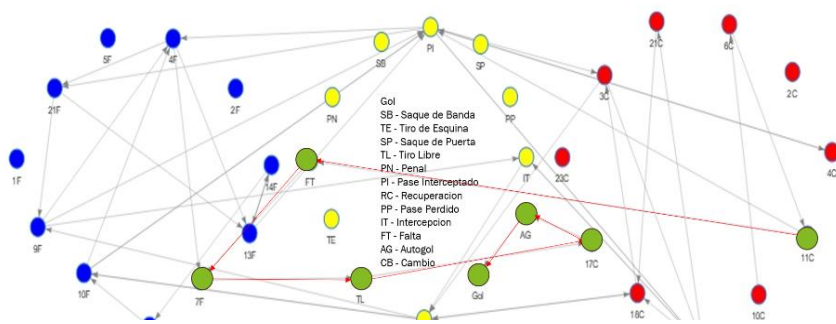 21C
6C
PI
5F
4F
SB
SP
3C
2C
21F
2F
PN
PP
4C
Gol
SB - Saque de Banda
TE - Tiro de Esquina
SP - Saque de Puerta
TL - Tiro Libre
PN - Penal
PI - Pase Interceptado
RC - Recuperacion
PP - Pase Perdido
IT - Intercepcion
FT - Falta
AG - Autogol
CB - Cambio
1F
FT
14F
IT
23C
9F
13F
TE
AG
17C
11C
10F
7F
TL
Gol
18C
10C